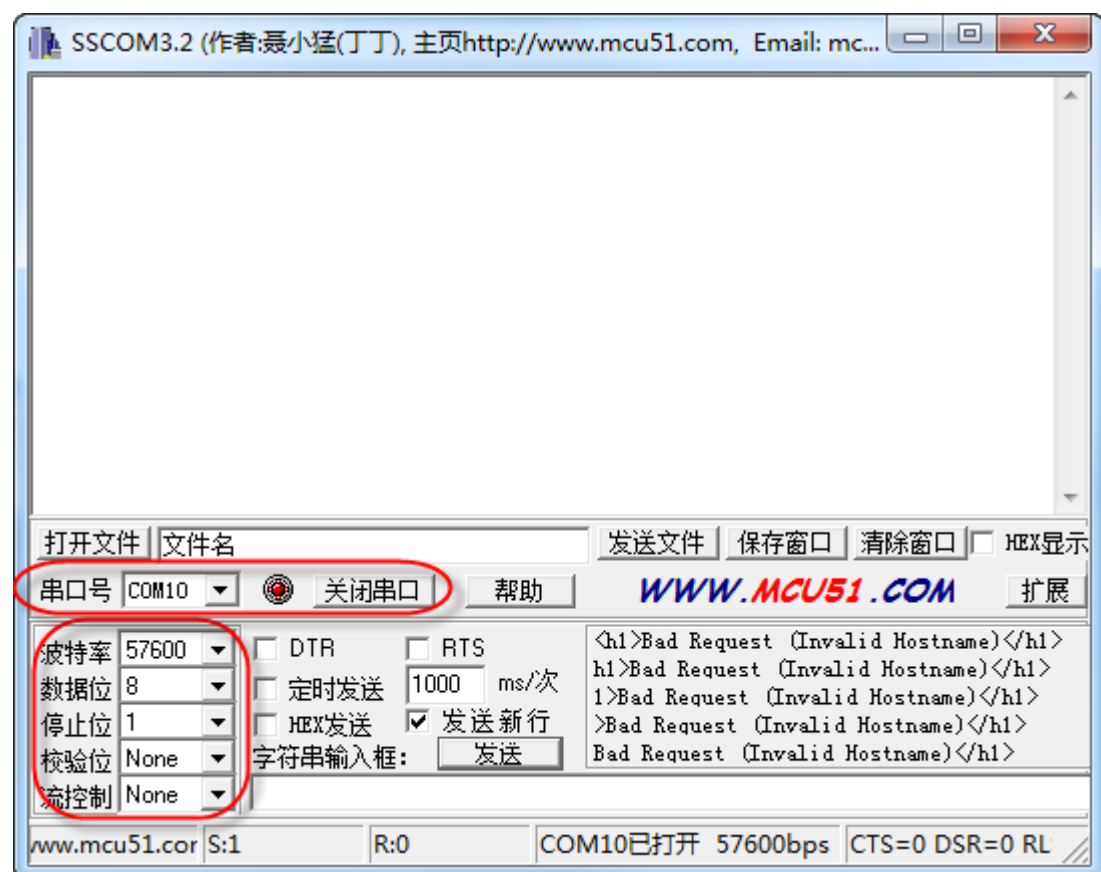 SSCOM3.2 (作者:聂小猛(丁丁), 主页http://www.mcu51.com,  Email: mc...
打开文件 文件名 发送文件 保存窗口 清除窗口 HEX显示
串口号 COM10 关闭串口 帮助 WWW.MCU51.COM 扩展
波特率 57600 DTR RTS
数据位 8 定时发送 1000 ms/次
停止位 1 HEX发送 发送新行
校验位 None 字符串输入框: 发送
流控制 None
<h1>Bad Request (Invalid Hostname)</h1>
h1>Bad Request (Invalid Hostname)</h1>
1>Bad Request (Invalid Hostname)</h1>
>Bad Request (Invalid Hostname)</h1>
Bad Request (Invalid Hostname)</h1>
www.mcu51.cor S:1 R:0 COM10已打开 57600bps CTS=0 DSR=0 RL